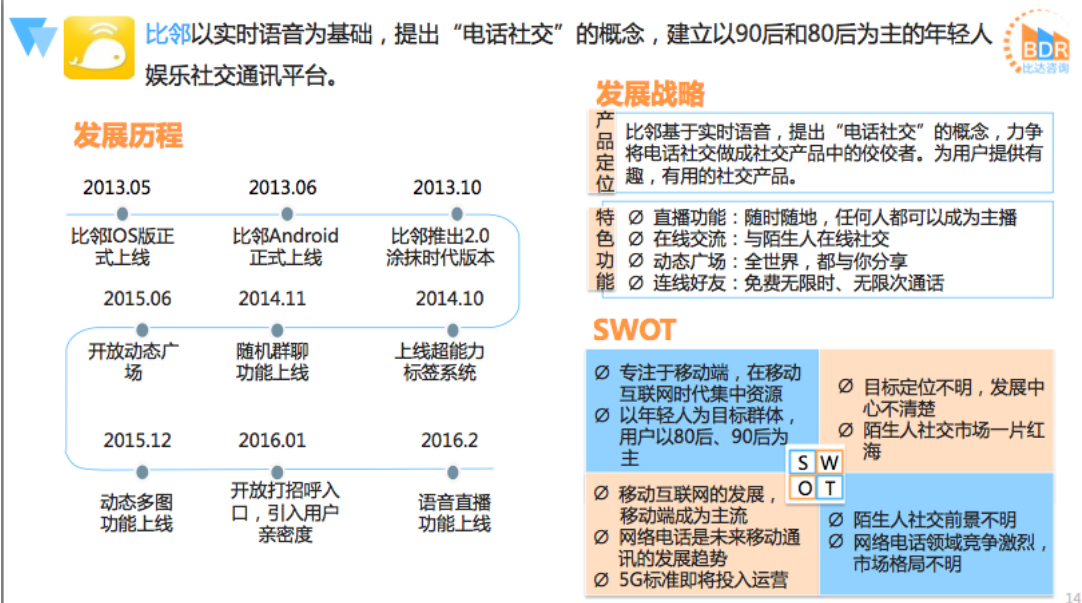 比邻以实时语音为基础，提出“电话社交”的概念，建立以90后和80后为主的年轻人
娱乐社交通讯平台。
BDR
比达咨询
发展历程
2013.05
2013.06
2013.10
比邻IOS版正
式上线
比邻Android
正式上线
比邻推出2.0
涂抹时代版本
2015.06
2014.11
2014.10
开放动态广
场
随机群聊
功能上线
上线超能力
标签系统
2015.12
2016.01
2016.2
动态多图
功能上线
开放打招呼入
口，引入用户
亲密度
语音直播
功能上线
发展战略
产品定位
比邻基于实时语音，提出“电话社交”的概念，力争
将电话社交做成社交产品中的佼佼者。为用户提供有
趣，有用的社交产品。
特色功能
Ø 直播功能：随时随地，任何人都可以成为主播
Ø 在线交流：与陌生人在线社交
Ø 动态广场：全世界，都与你分享
Ø 连线好友：免费无限时、无限次通话
SWOT
Ø 专注于移动端，在移动
互联网时代集中资源
Ø 以年轻人为目标群体，
用户以80后、90后为
主
Ø 目标定位不明，发展中
心不清楚
Ø 陌生人社交市场一片红
海
S W
O T
Ø 移动互联网的发展，
移动端成为主流
Ø 网络电话是未来移动通
讯的发展趋势
Ø 5G标准即将投入运营
Ø 陌生人社交前景不明
Ø 网络电话领域竞争激烈，
市场格局不明
14